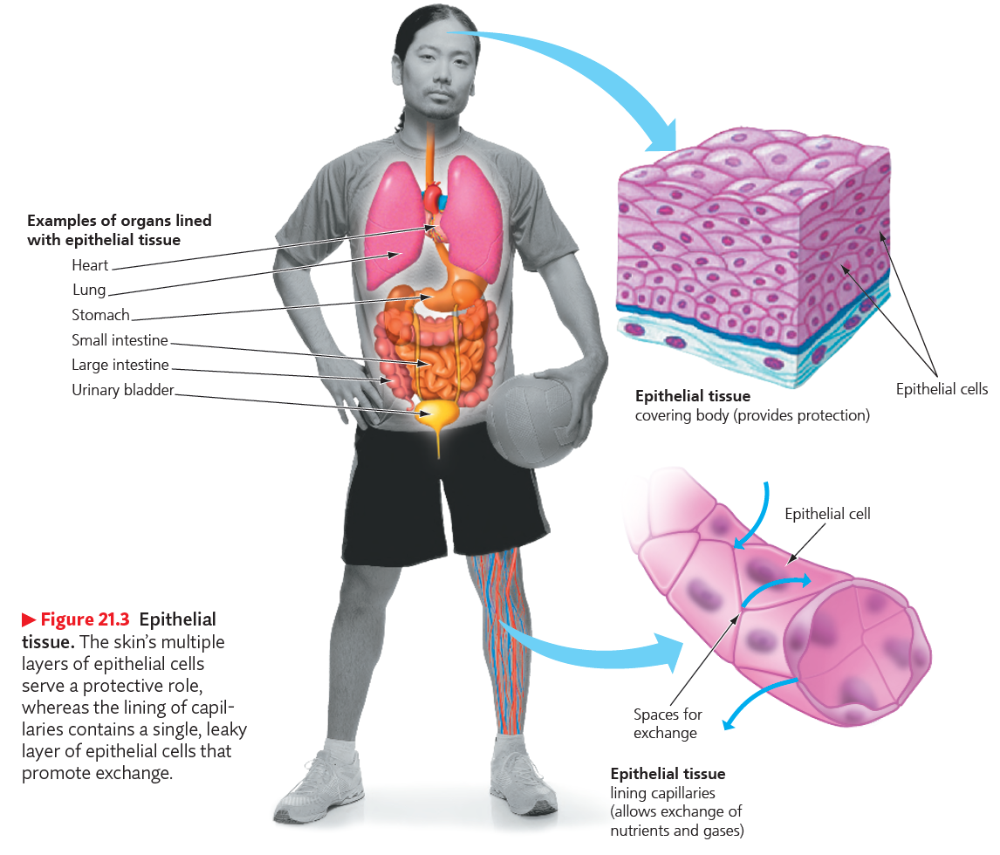 Examples of organs lined
with epithelial tissue
Heart
Lung
Stomach
Small intestine
Large intestine
Urinary bladder
Epithelial cells
Epithelial tissue
covering body (provides protection)
Epithelial cell
Spaces for
exchange
Epithelial tissue
lining capillaries
(allows exchange of
nutrients and gases)
▶ Figure 21.3 Epithelial
tissue. The skin’s multiple
layers of epithelial cells
serve a protective role,
whereas the lining of capil-
laries contains a single, leaky
layer of epithelial cells that
promote exchange.